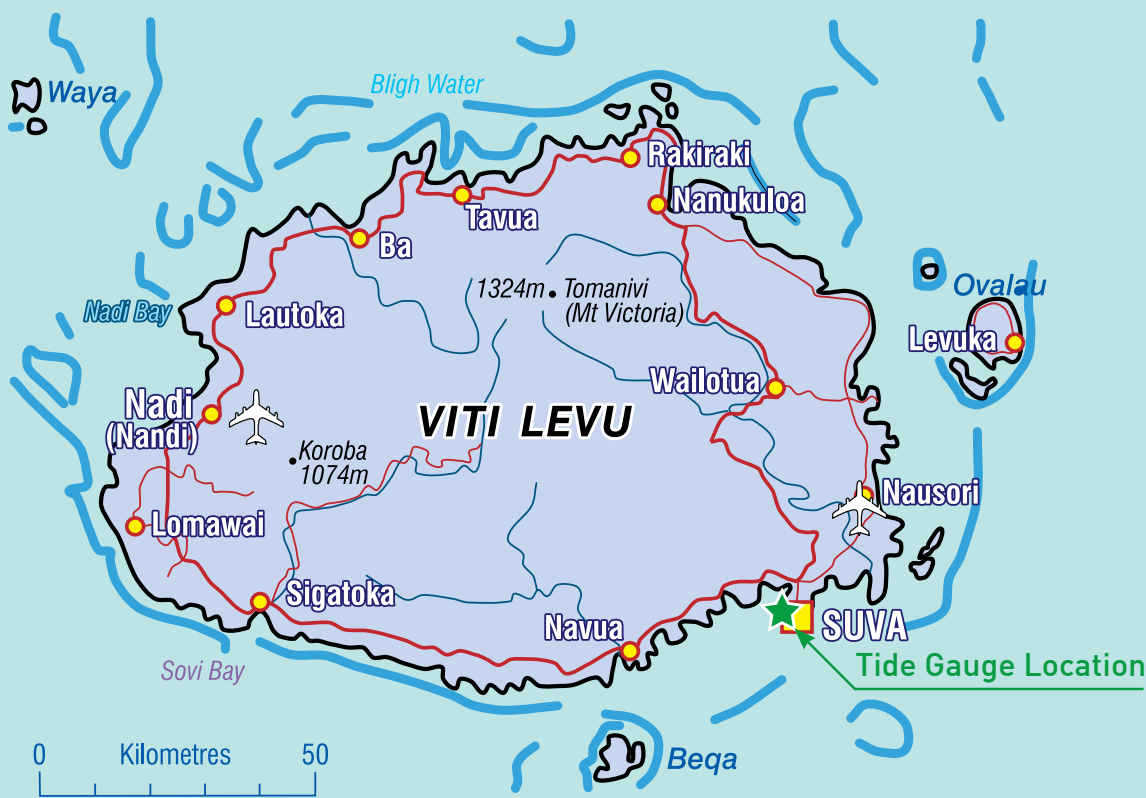 Waya
Bligh Water
Rakiraki
Nanukuloa
Tavua
Ba
1324m
Tomanivi
(Mt Victoria)
Ovalau
Nadi Bay
Lautoka
Levuka
Wailotua
Nadi
(Nandi)
VITI LEVU
Koroba
1074m
Nausori
Lomawai
Sigatoka
Navua
SUVA
Sovi Bay
Tide Gauge Location
0 Kilometres 50
Beqa